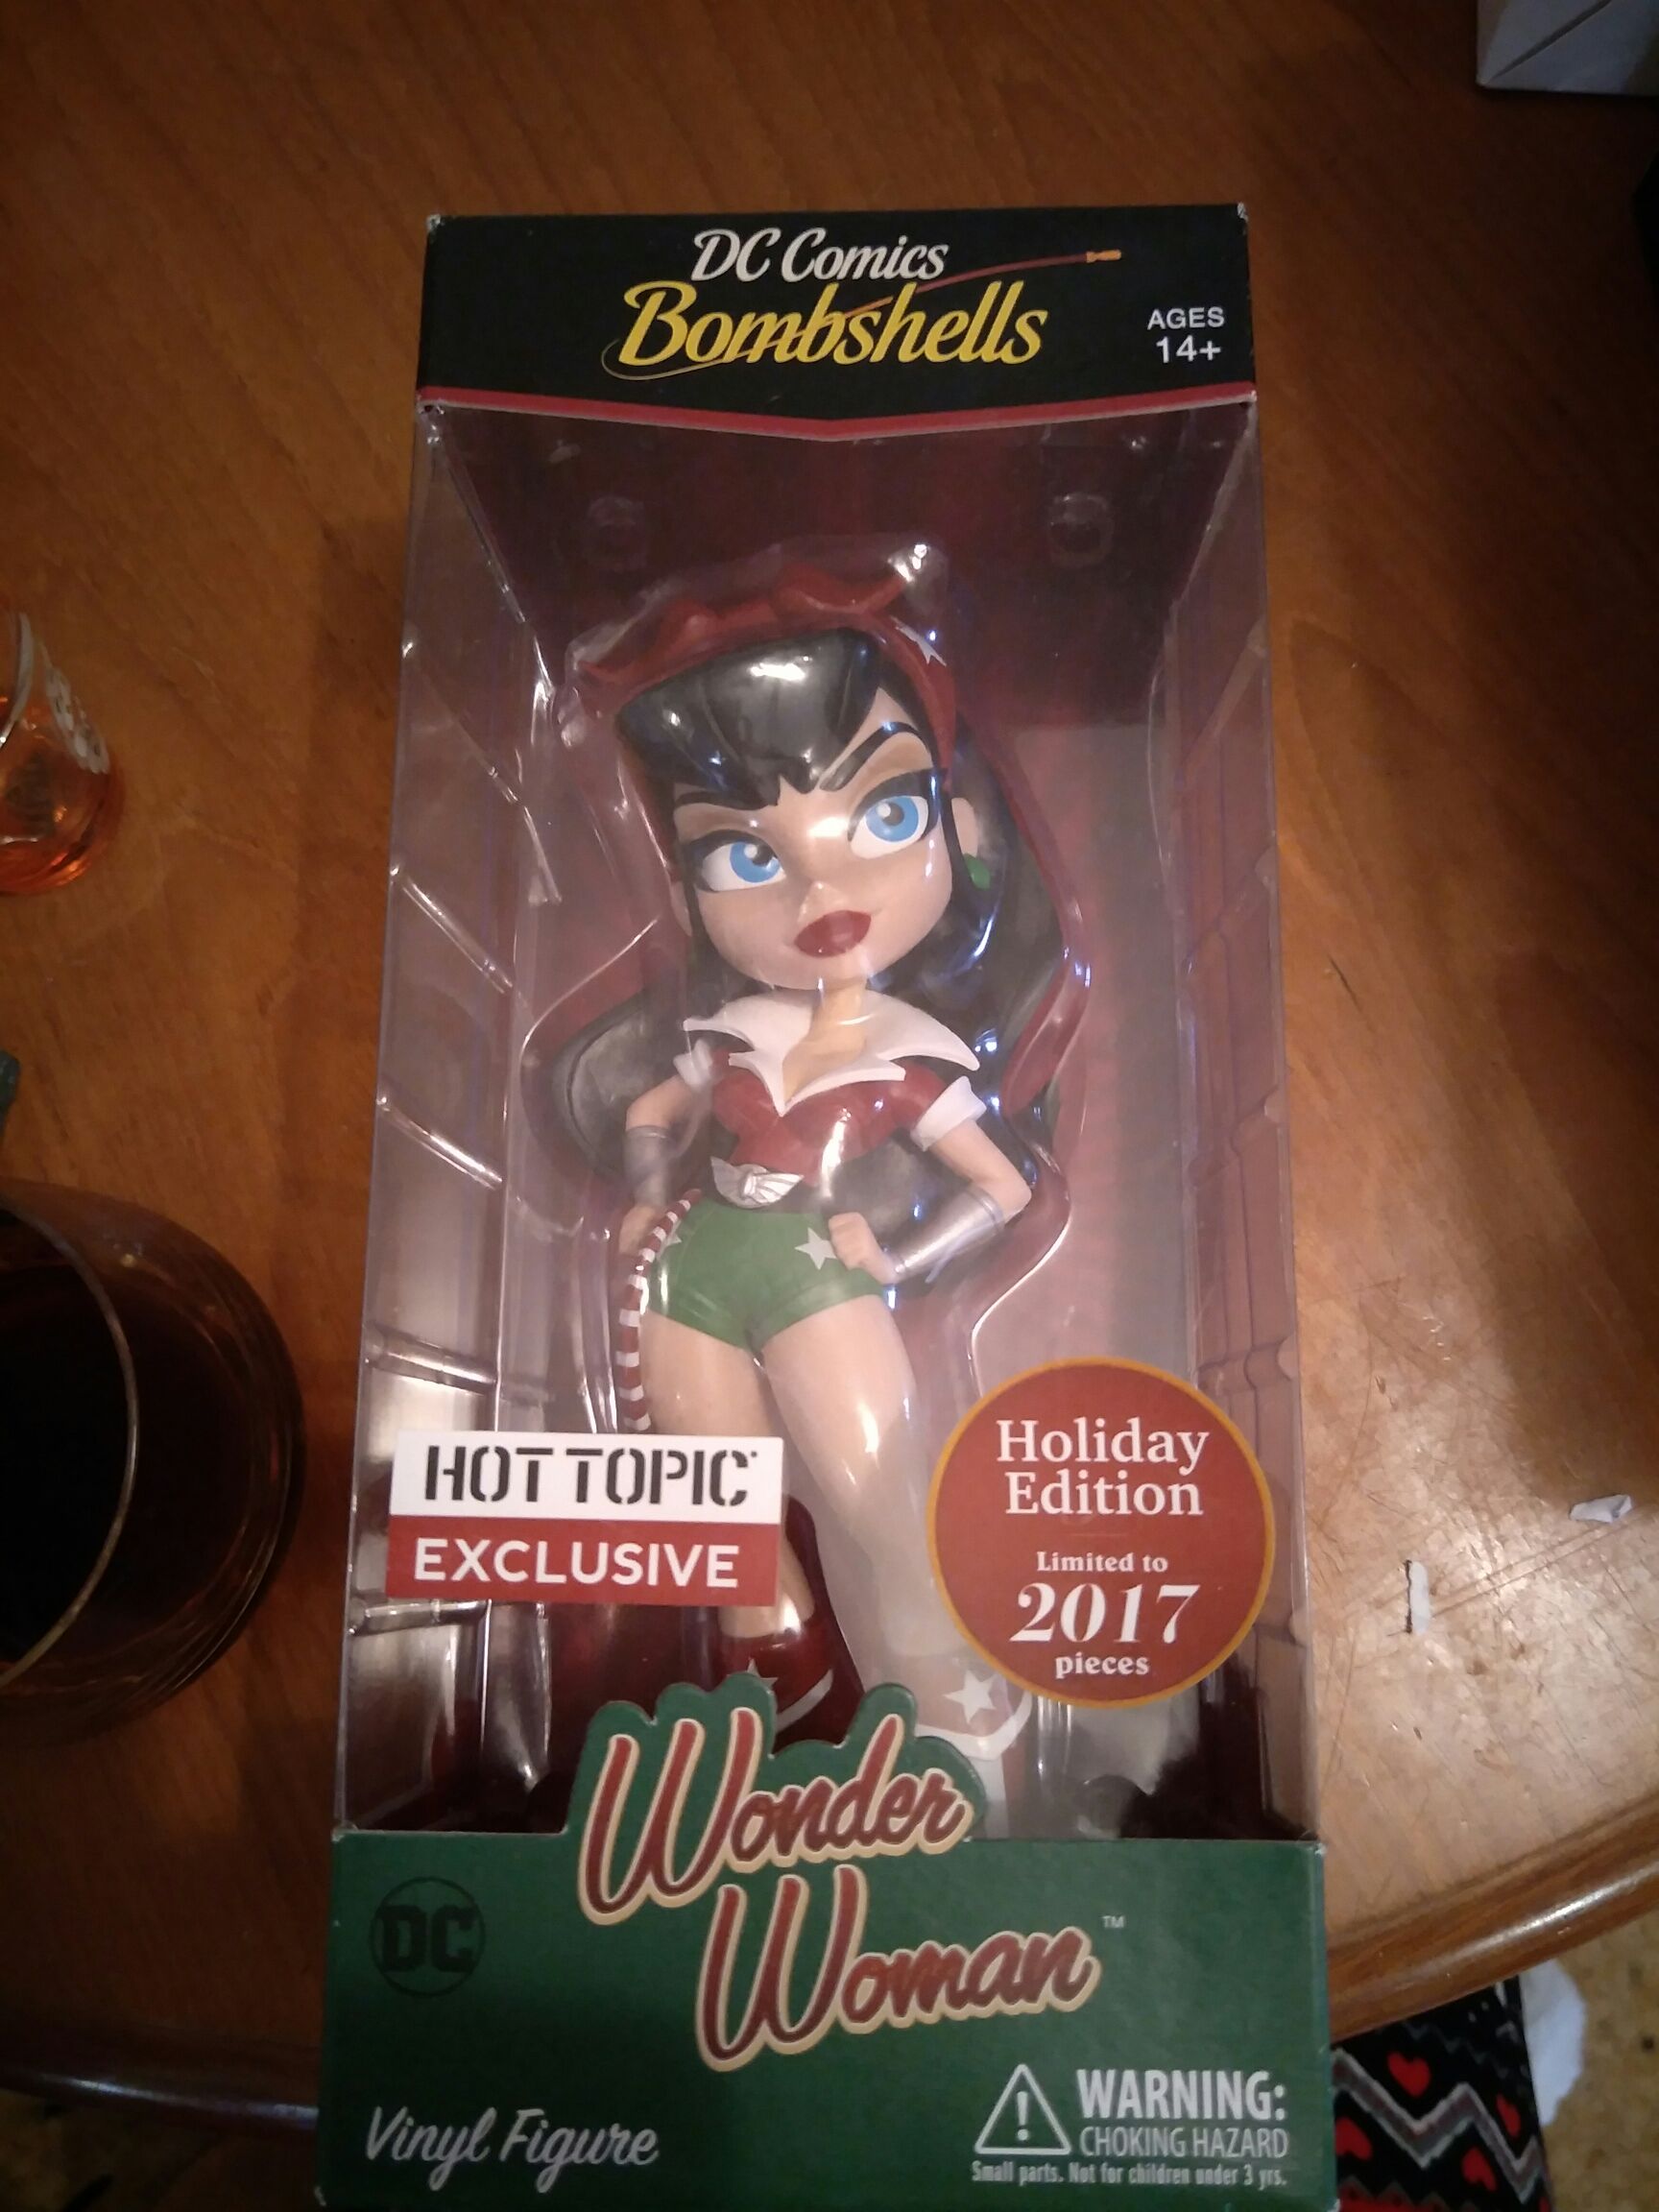 DC Comics
Bombshells
AGES
14+
HOT TOPIC
EXCLUSIVE
Holiday
Edition
Limited to
2017
pieces
Wonder
Woman™
DC
Vinyl Figure
WARNING:
CHOKING HAZARD
Small parts. Not for children under 3 yrs.